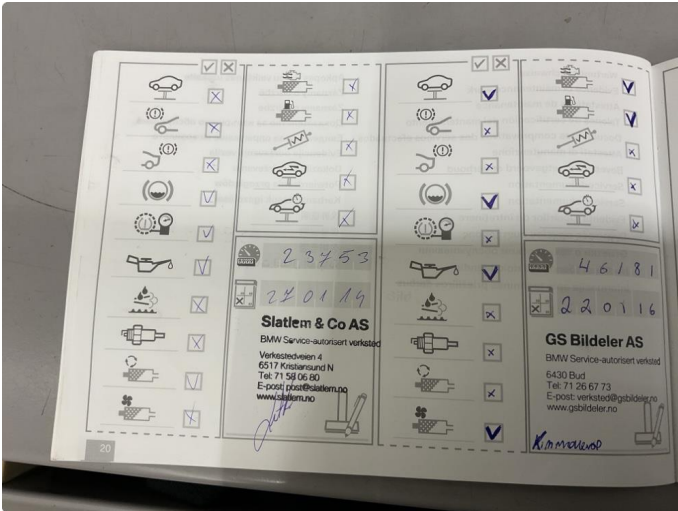 23753
270114
Slatlem & Co AS
BMW Service-autorisert verksted
Verkestedveien 4
6517 Kristiansund N
Tel: 71 58 06 80
E-post: post@slatlem.no
www.slatlem.no
20
46181
220116
GS Bildeler AS
BMW Service-autorisert verksted
6430 Bud
Tel: 71 26 67 73
E-post: verksted@gsbildeler.no
www.gsbildeler.no